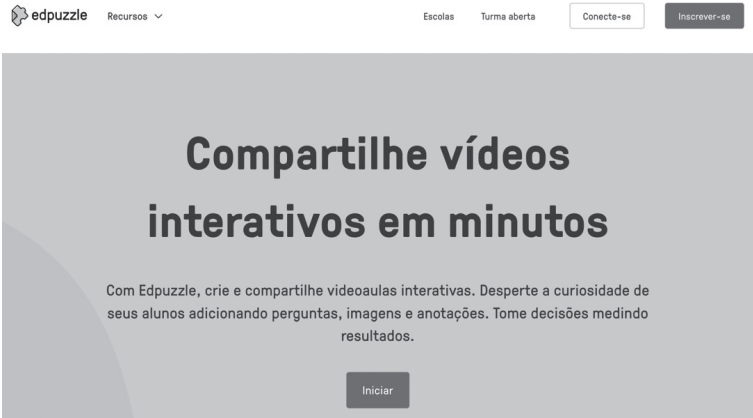 edpuzzle Recursos Escolas Turma aberta Conecte-se Inscrever-se
Compartilhe vídeos
interativos em minutos
Com Edpuzzle, crie e compartilhe videoaulas interativas. Desperte a curiosidade de
seus alunos adicionando perguntas, imagens e anotações. Tome decisões medindo
resultados.
Iniciar